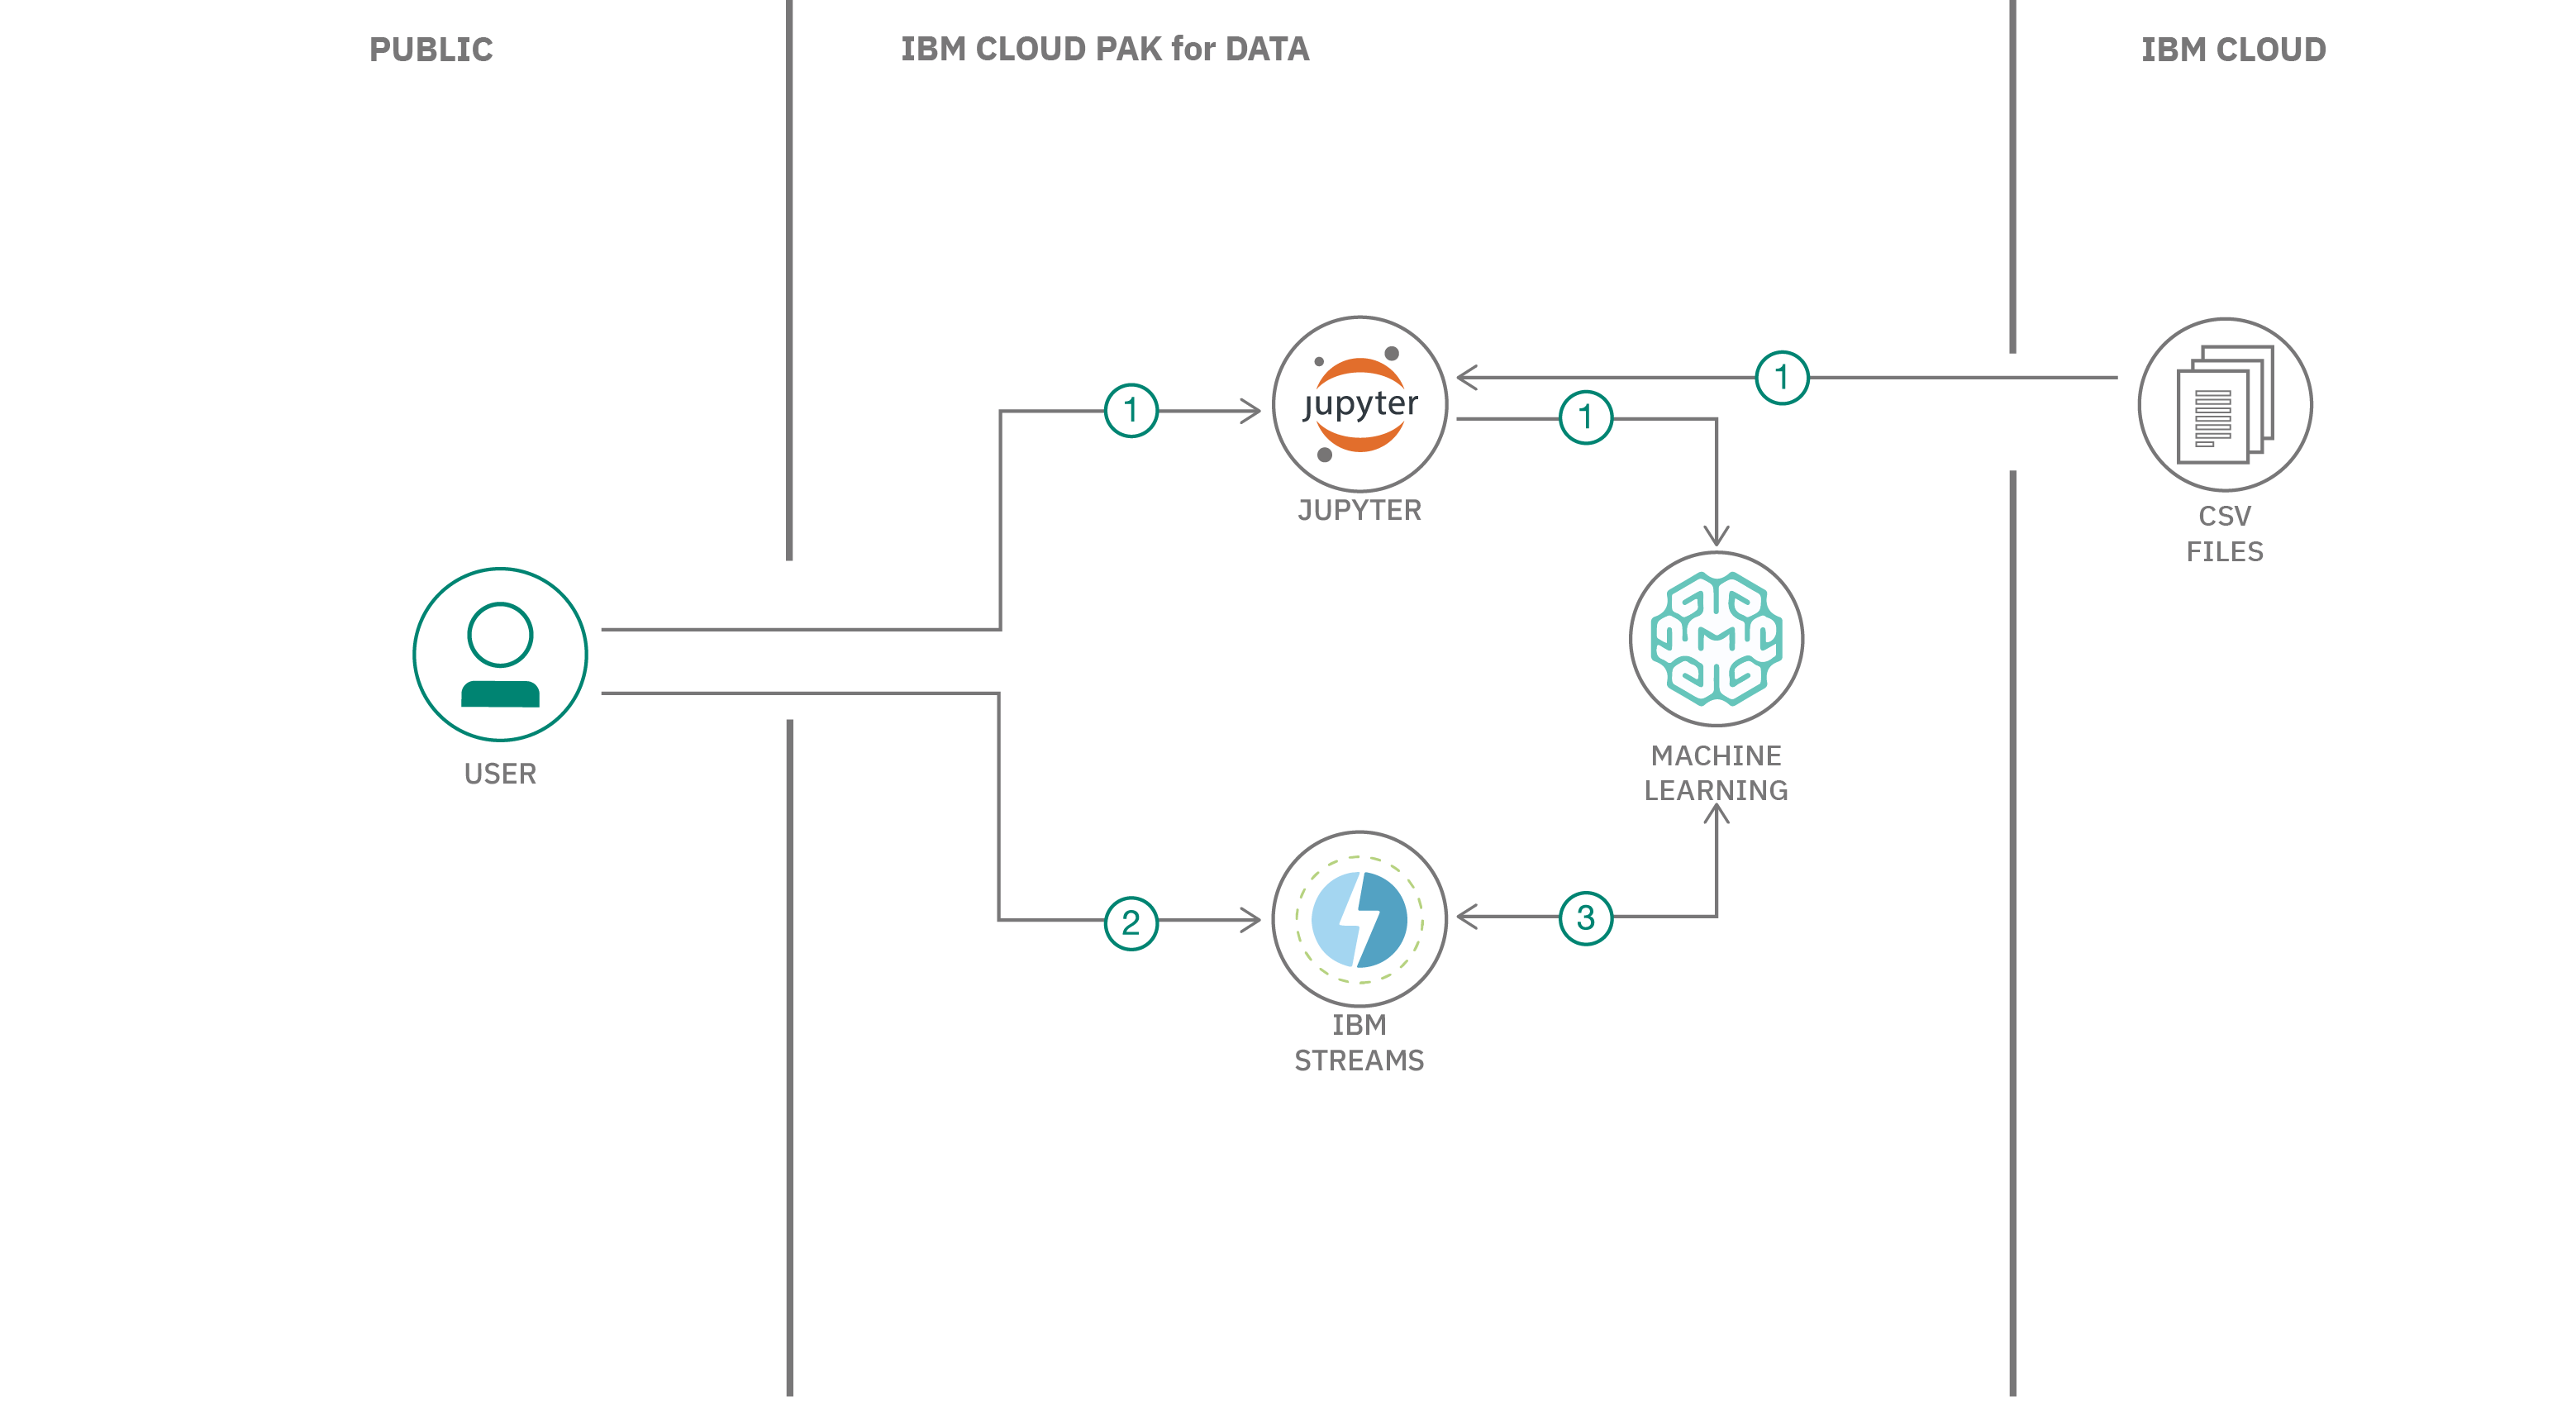 PUBLIC
IBM CLOUD PAK for DATA
IBM CLOUD
1
1
1
jupyter
JUPYTER
CSV
FILES
USER
MACHINE
LEARNING
2
3
IBM
STREAMS